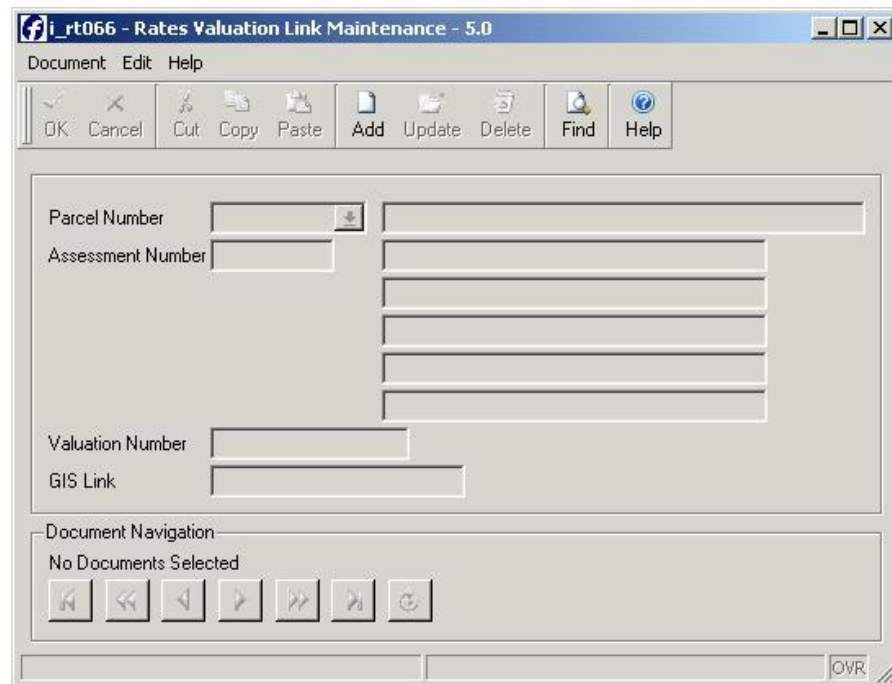 i_rt066 - Rates Valuation Link Maintenance - 5.0
Document Edit Help
OK Cancel Cut Copy Paste Add Update Delete Find Help
Parcel Number
Assessment Number
Valuation Number
GIS Link
Document Navigation
No Documents Selected
OVR